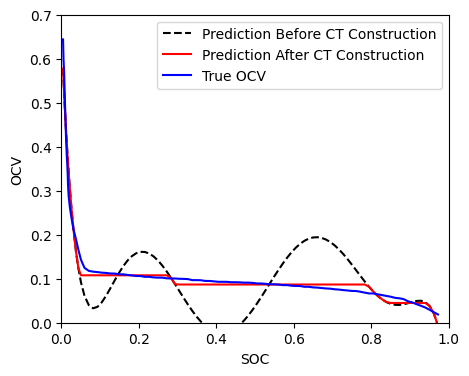 0.7
0.6
0.5
0.4
0.3
0.2
0.1
0.0
OCV
Prediction Before CT Construction
Prediction After CT Construction
True OCV
0.0 0.2 0.4 0.6 0.8 1.0
SOC